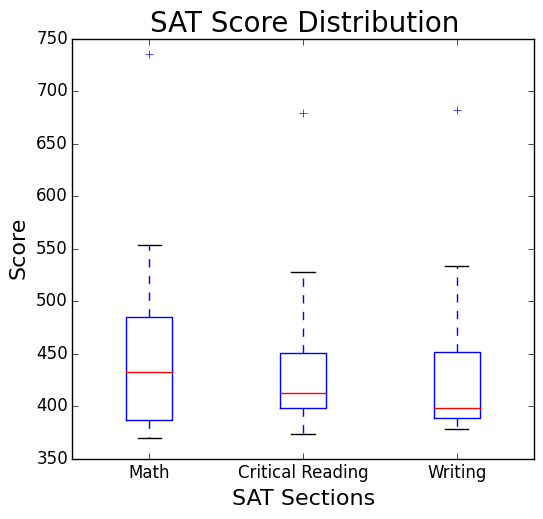 SAT Score Distribution
750
700
650
600
550
500
450
400
350
Score
Math Critical Reading Writing
SAT Sections